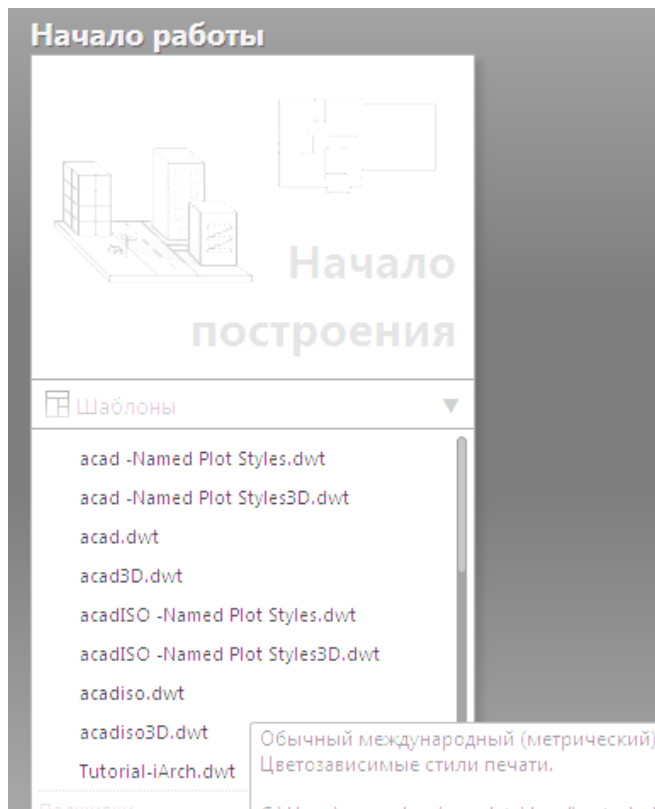 Начало работы
Начало
построения
Шаблоны
acad -Named Plot Styles.dwt
acad -Named Plot Styles3D.dwt
acad.dwt
acad3D.dwt
acadISO -Named Plot Styles.dwt
acadISO -Named Plot Styles3D.dwt
acadiso.dwt
acadiso3D.dwt
Tutorial-iArch.dwt
Обычный международный (метрический)
Цветозависимые стили печати.